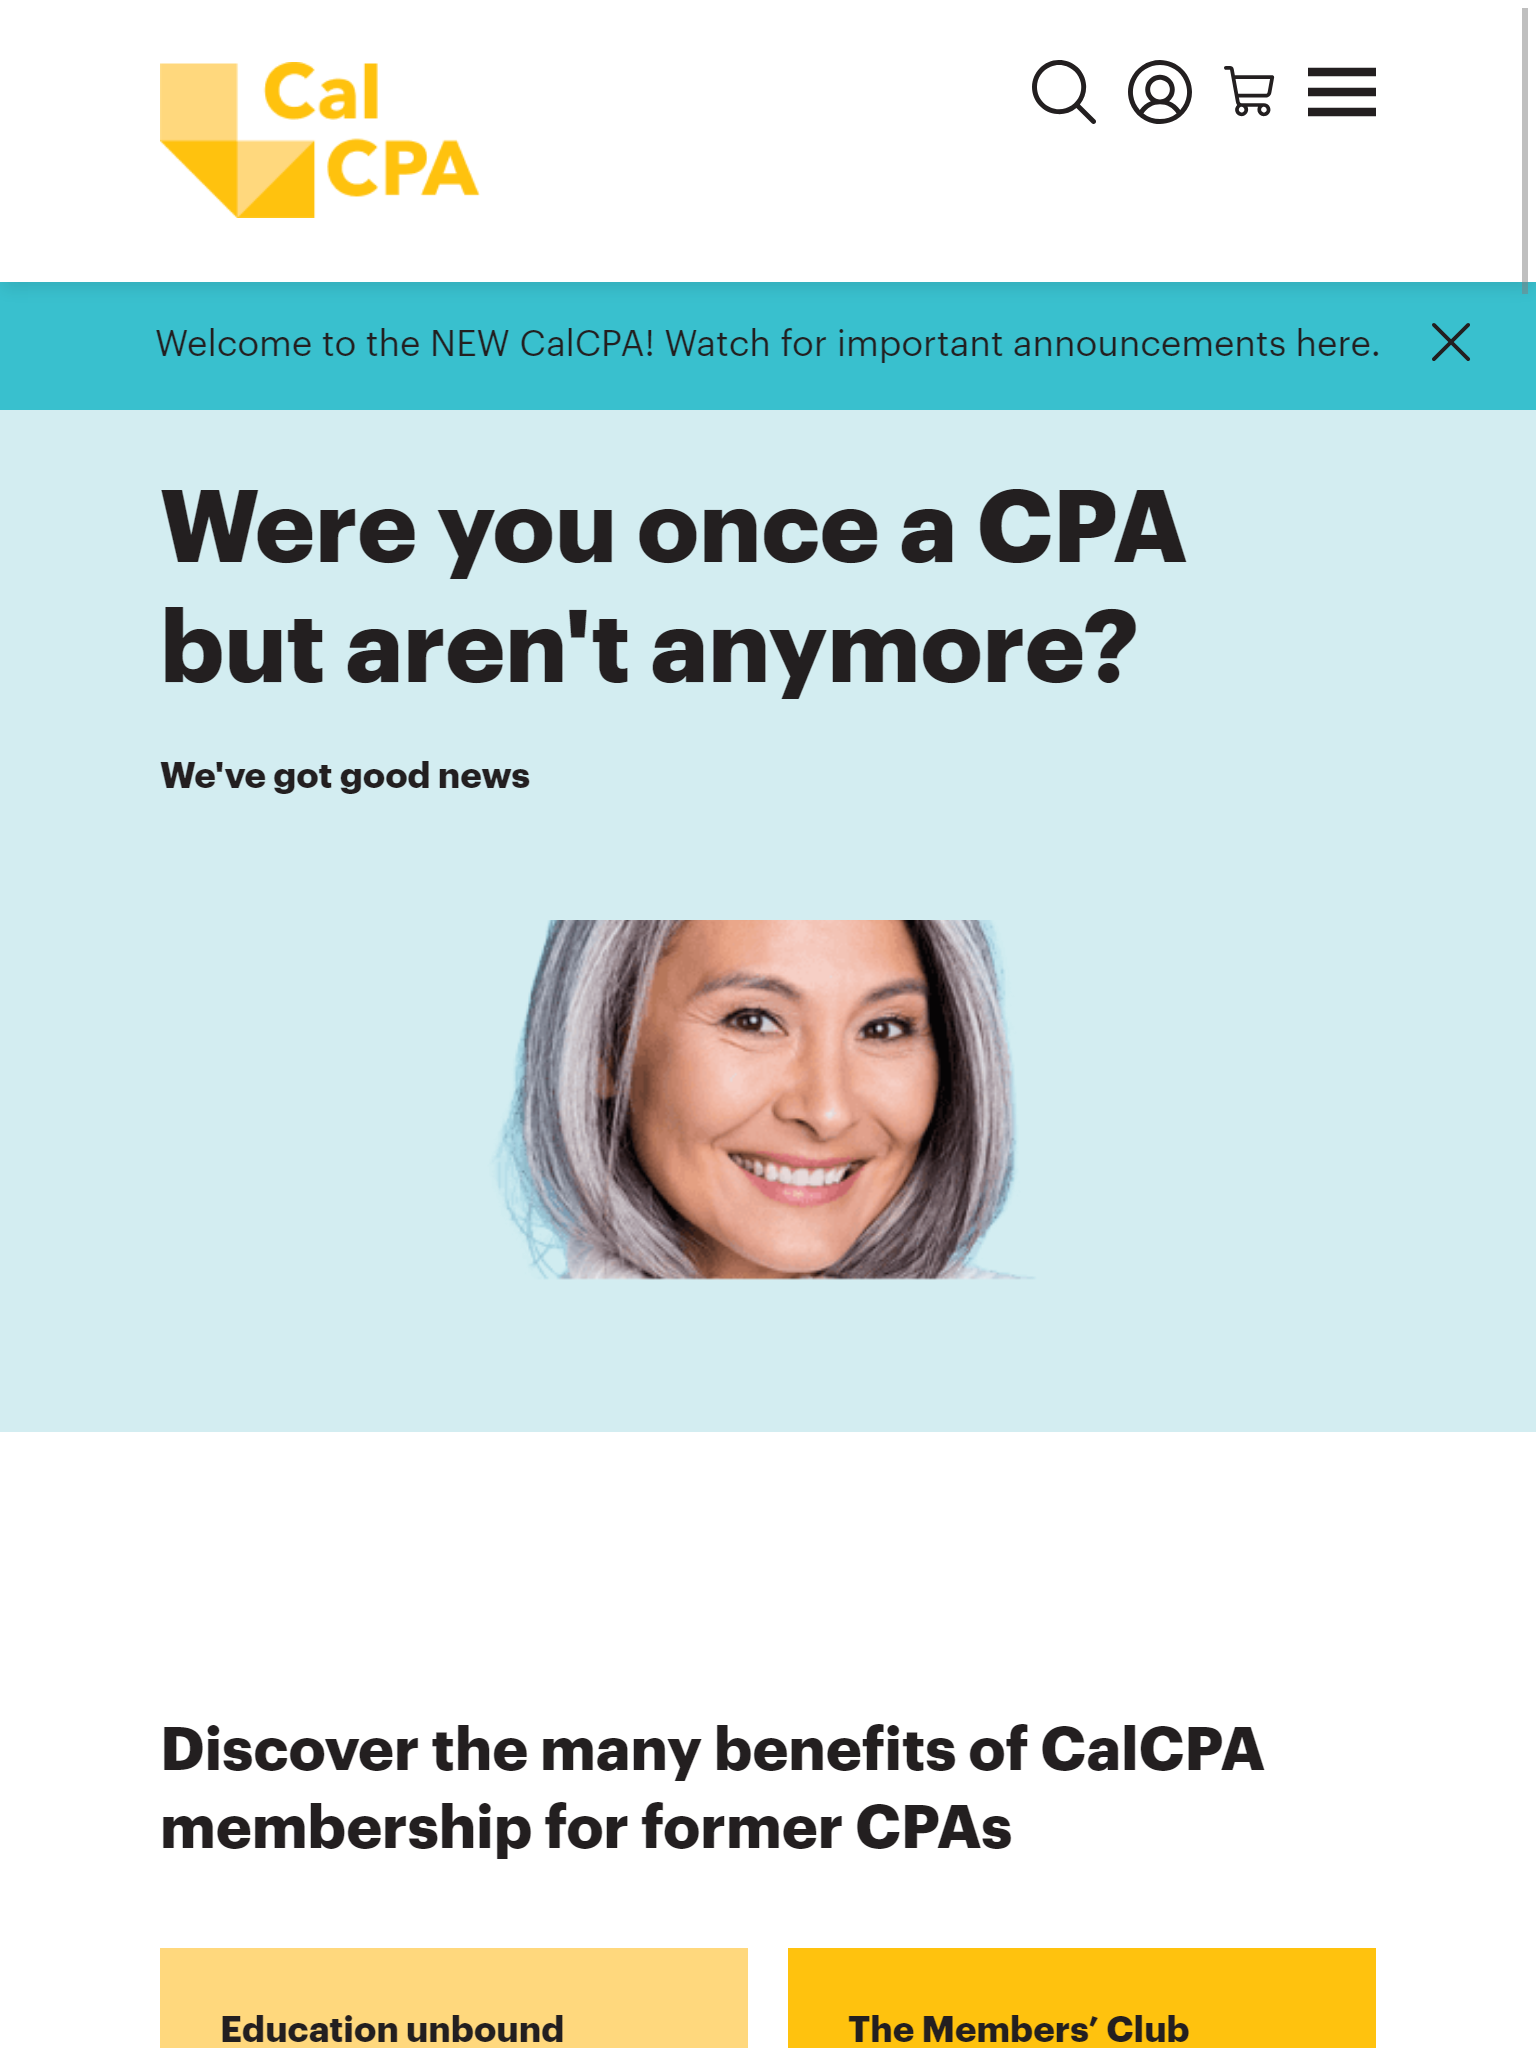 Cal
CPA
Welcome to the NEW CalCPA! Watch for important announcements here.
Were you once a CPA
but aren't anymore?
We've got good news
Discover the many benefits of CalCPA
membership for former CPAs
Education unbound
The Members’ Club